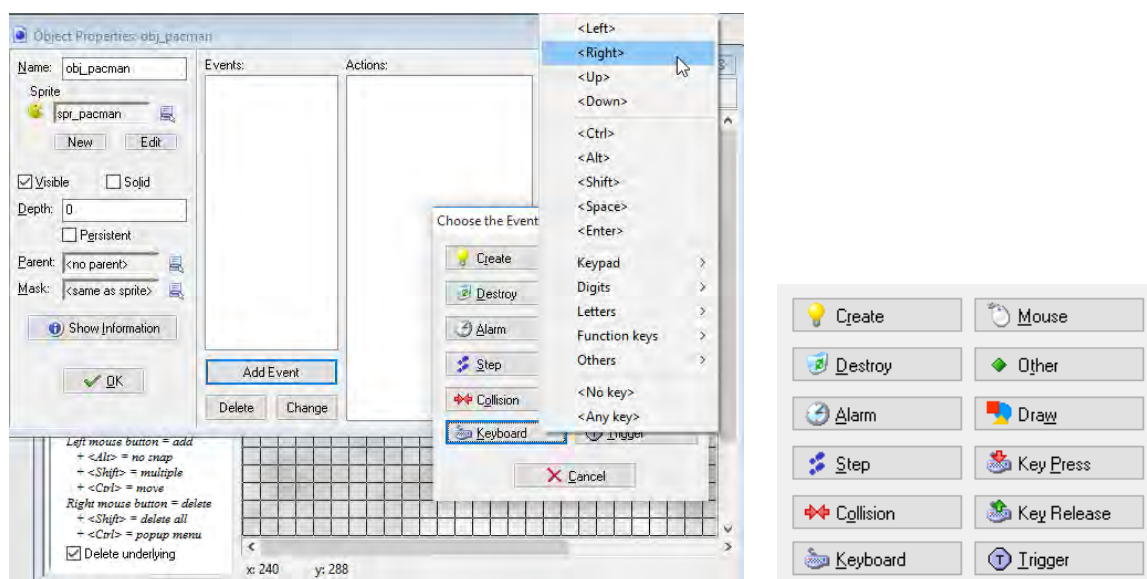 Object Properties: obj_pacman
Name: obj_pacman
Sprite
spr_pacman
New Edit
Visible Solid
Depth: 0
Persistent
Parent: <no parent>
Mask: <same as sprite>
Show Information
OK
Events:
Add Event
Delete Change
Actions:
Choose the Event
Create
Destroy
Alarm
Step
Collision
Keyboard
Trigger
Cancel
<Left>
<Right>
<Up>
<Down>
<Ctrl>
<Alt>
<Shift>
<Space>
<Enter>
Keypad >
Digits >
Letters >
Function keys >
Others >
<No key>
<Any key>
Left mouse button = add
+ <Alt> = no snap
+ <Shift> = multiple
+ <Ctrl> = move
Right mouse button = delete
+ <Shift> = delete all
+ <Ctrl> = popup menu
Delete underlying
x: 240 y: 288
Create Mouse
Destroy Other
Alarm Draw
Step Key Press
Collision Key Release
Keyboard Trigger